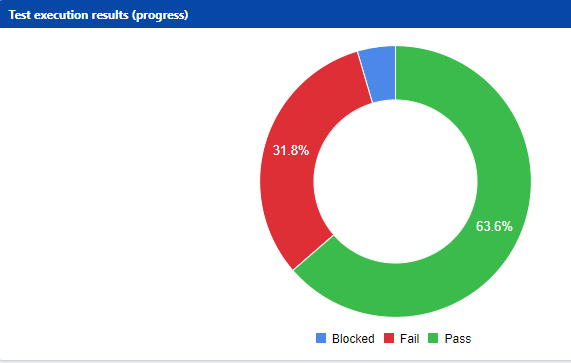 Test execution results (progress)
31.8%
63.6%
Blocked Fail Pass